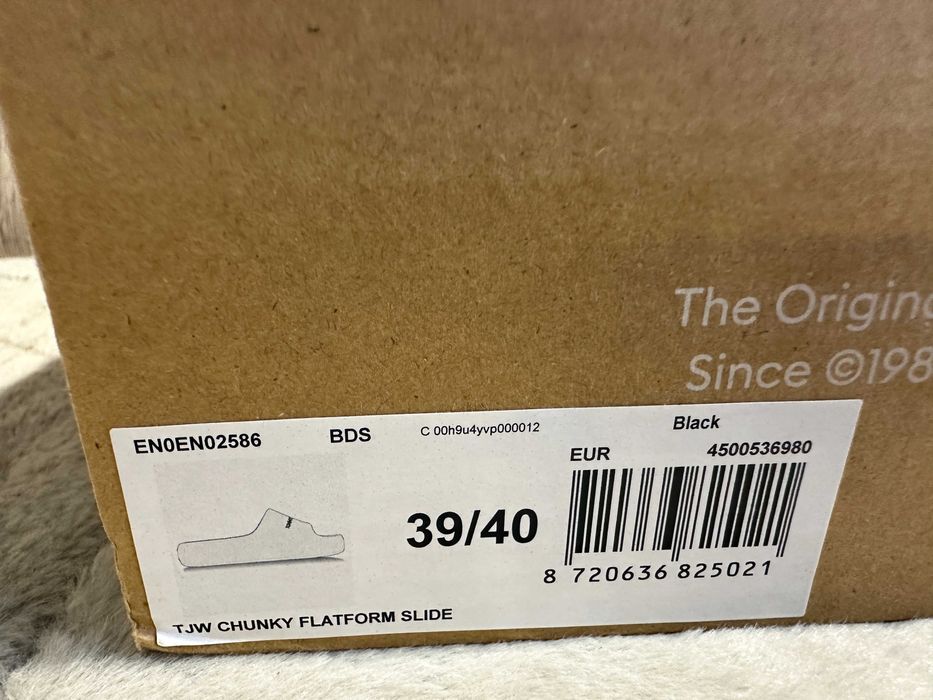 The Origin
Since ©198
EN0EN02586 BDS C 00h9u4yvp000012 Black
EUR 4500536980
39/40
8 720636 825021
TJW CHUNKY FLATFORM SLIDE